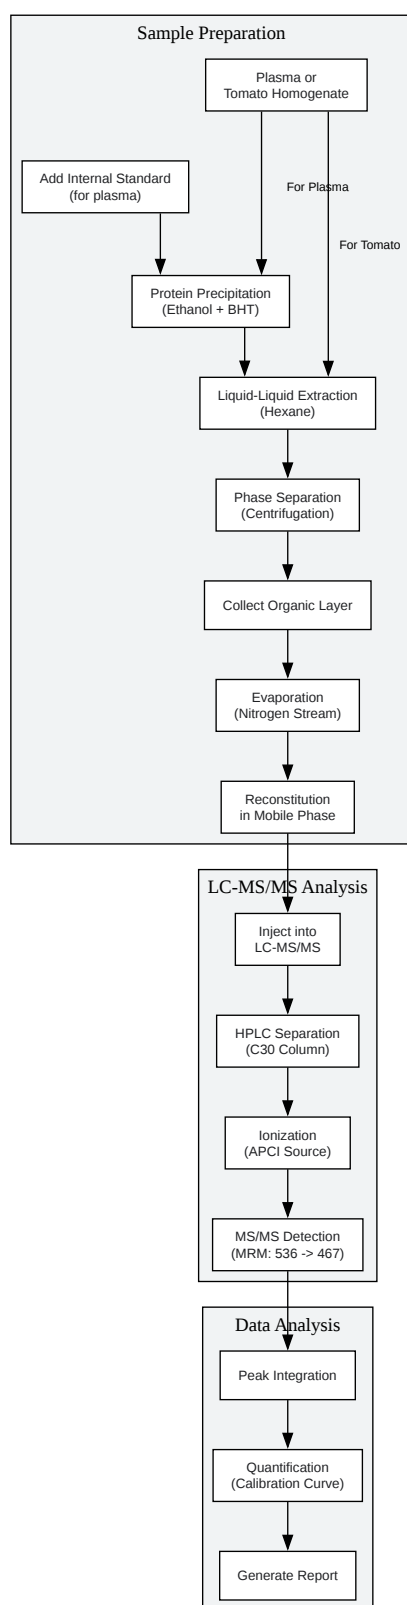 Sample Preparation
Plasma or
Tomato Homogenate
Add Internal Standard
(for plasma)
For Plasma
For Tomato
Protein Precipitation
(Ethanol + BHT)
Liquid-Liquid Extraction
(Hexane)
Phase Separation
(Centrifugation)
Collect Organic Layer
Evaporation
(Nitrogen Stream)
Reconstitution
in Mobile Phase
LC-MS/MS Analysis
Inject into
LC-MS/MS
HPLC Separation
(C30 Column)
Ionization
(APCI Source)
MS/MS Detection
(MRM: 536 -> 467)
Data Analysis
Peak Integration
Quantification
(Calibration Curve)
Generate Report